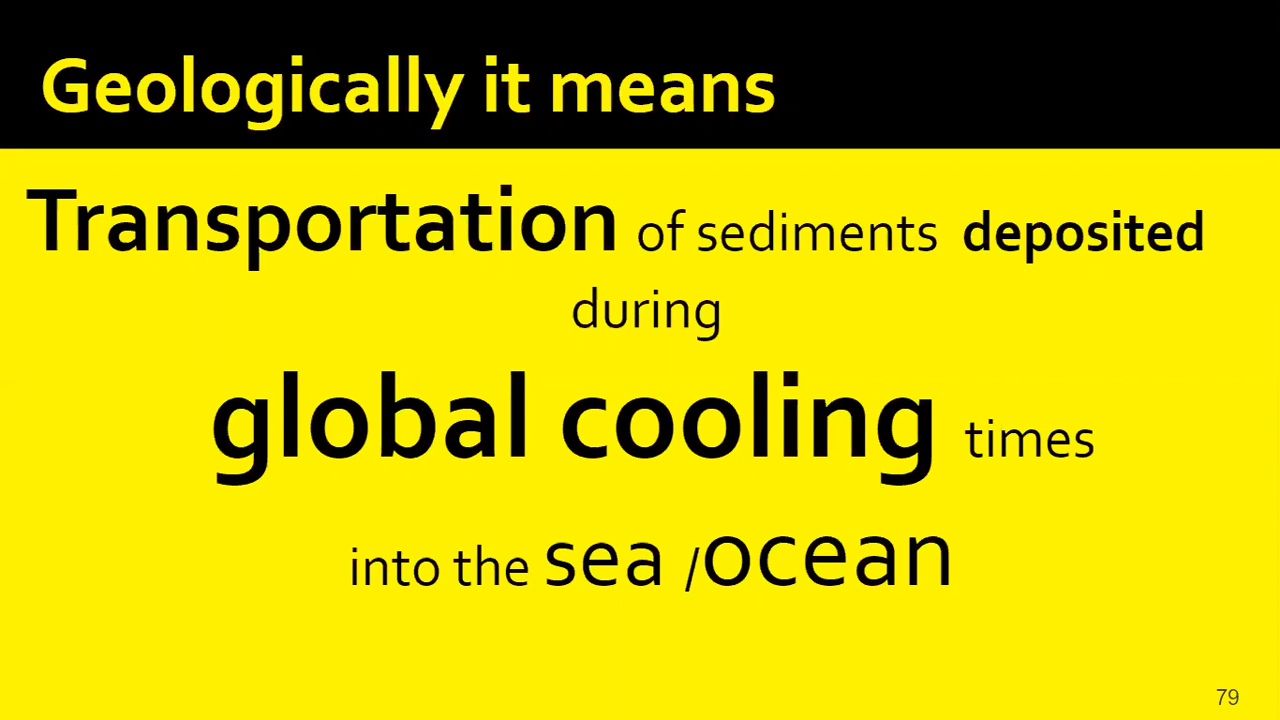 Geologically it means
Transportation of sediments deposited
during
global cooling times
into the sea /ocean
79